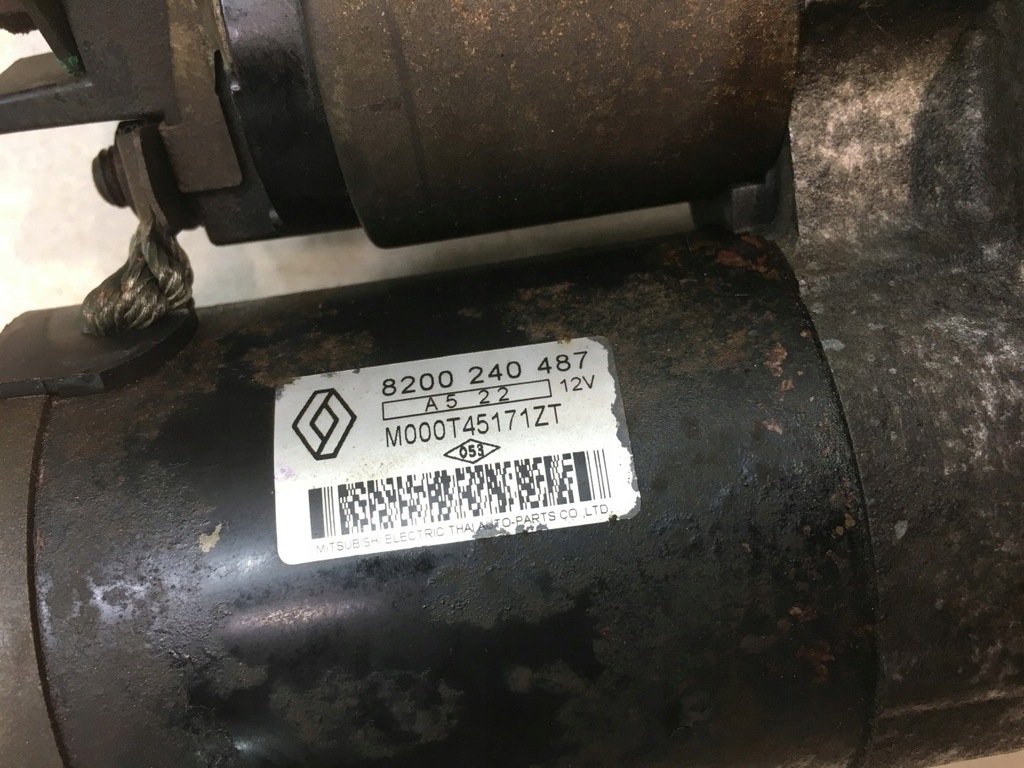 8200 240 487
A5 22 12V
M000T45171ZT
053
MITSUBISHI ELECTRIC THAI AUTO-PARTS CO.,LTD.